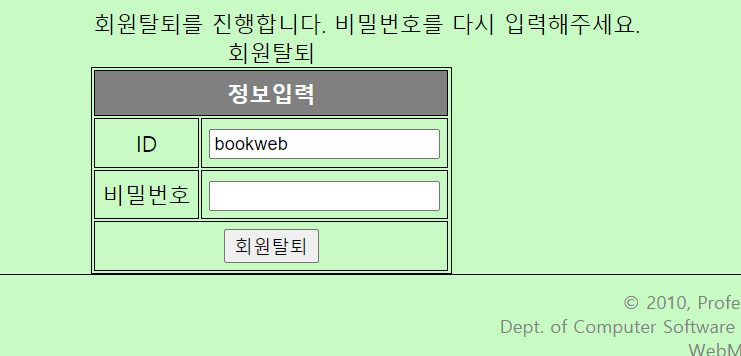 회원탈퇴를 진행합니다. 비밀번호를 다시 입력해주세요.
회원탈퇴
정보입력
ID bookweb
비밀번호
회원탈퇴
© 2010, Profe
Dept. of Computer Software
WebM